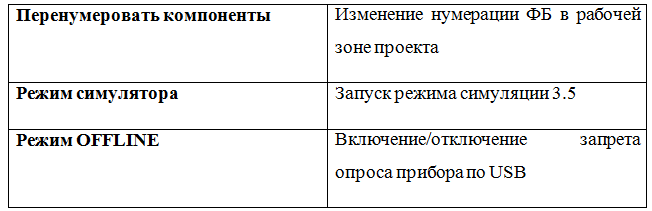 Перенумеровать компоненты
Изменение нумерации ФБ в рабочей
зоне проекта
Режим симулятора
Запуск режима симуляции 3.5
Режим OFFLINE
Включение/отключение запрета
опроса прибора по USB